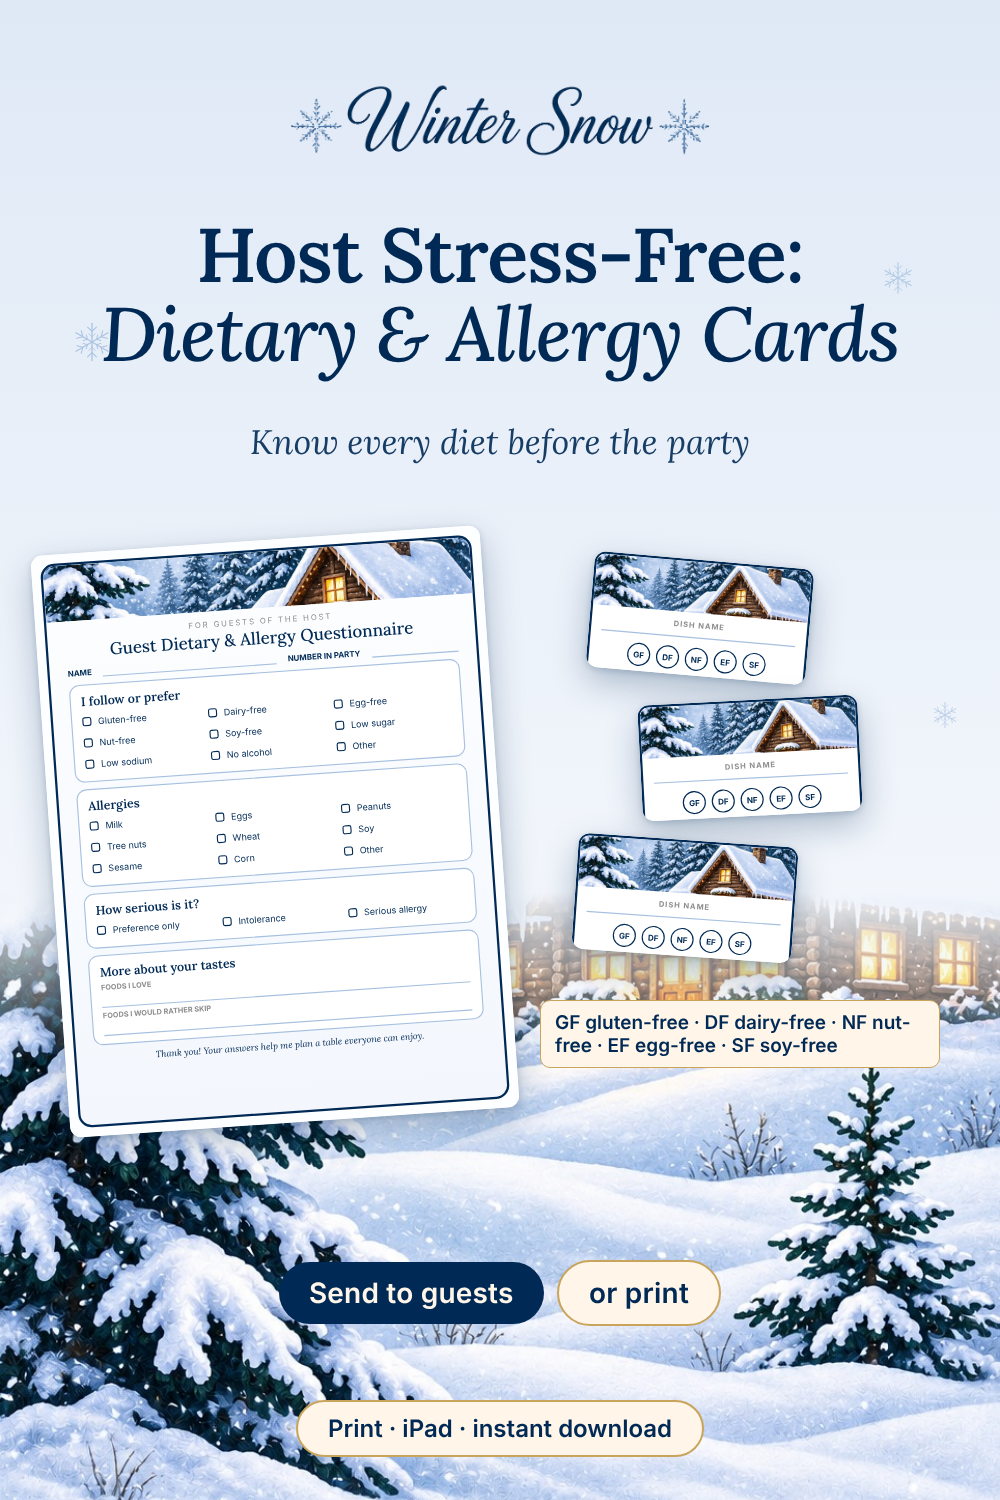 Winter Snow
Host Stress-Free:
Dietary & Allergy Cards
Know every diet before the party
FOR GUESTS OF THE HOST
Guest Dietary & Allergy Questionnaire
NAME NUMBER IN PARTY
I follow or prefer
Gluten-free Dairy-free Egg-free
Nut-free Soy-free Low sugar
Low sodium No alcohol Other
Allergies
Milk Eggs Peanuts
Tree nuts Wheat Soy
Sesame Corn Other
How serious is it?
Preference only Intolerance Serious allergy
More about your tastes
FOODS I LOVE
FOODS I WOULD RATHER SKIP
Thank you! Your answers help me plan a table everyone can enjoy.
DISH NAME
GF DF NF EF SF
DISH NAME
GF DF NF EF SF
DISH NAME
GF DF NF EF SF
GF gluten-free · DF dairy-free · NF nut-
free · EF egg-free · SF soy-free
Send to guests or print
Print · iPad · instant download